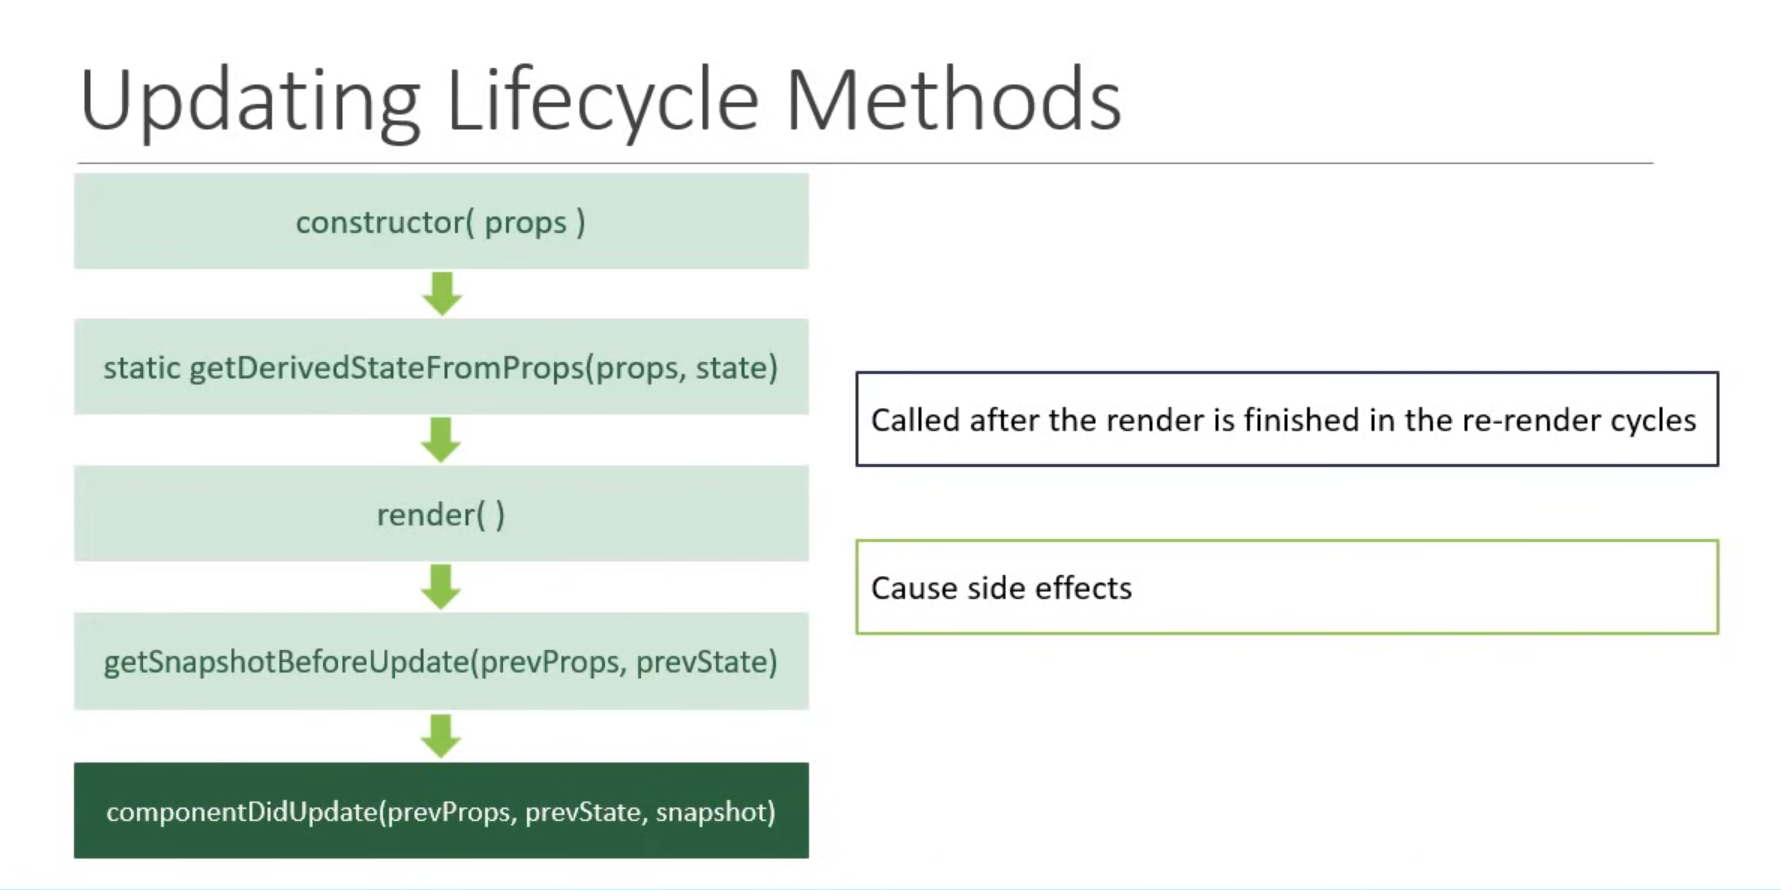 Updating Lifecycle Methods
constructor( props )
static getDerivedStateFromProps(props, state)
render( )
getSnapshotBeforeUpdate(prevProps, prevState)
componentDidUpdate(prevProps, prevState, snapshot)
Called after the render is finished in the re-render cycles
Cause side effects